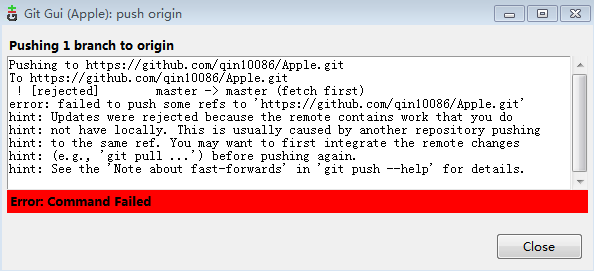 Git Gui (Apple): push origin
Pushing 1 branch to origin
Pushing to https://github.com/qin10086/Apple.git
To https://github.com/qin10086/Apple.git
 ! [rejected]        master -> master (fetch first)
error: failed to push some refs to 'https://github.com/qin10086/Apple.git'
hint: Updates were rejected because the remote contains work that you do
hint: not have locally. This is usually caused by another repository pushing
hint: to the same ref. You may want to first integrate the remote changes
hint: (e.g., 'git pull ...') before pushing again.
hint: See the 'Note about fast-forwards' in 'git push --help' for details.
Error: Command Failed
Close